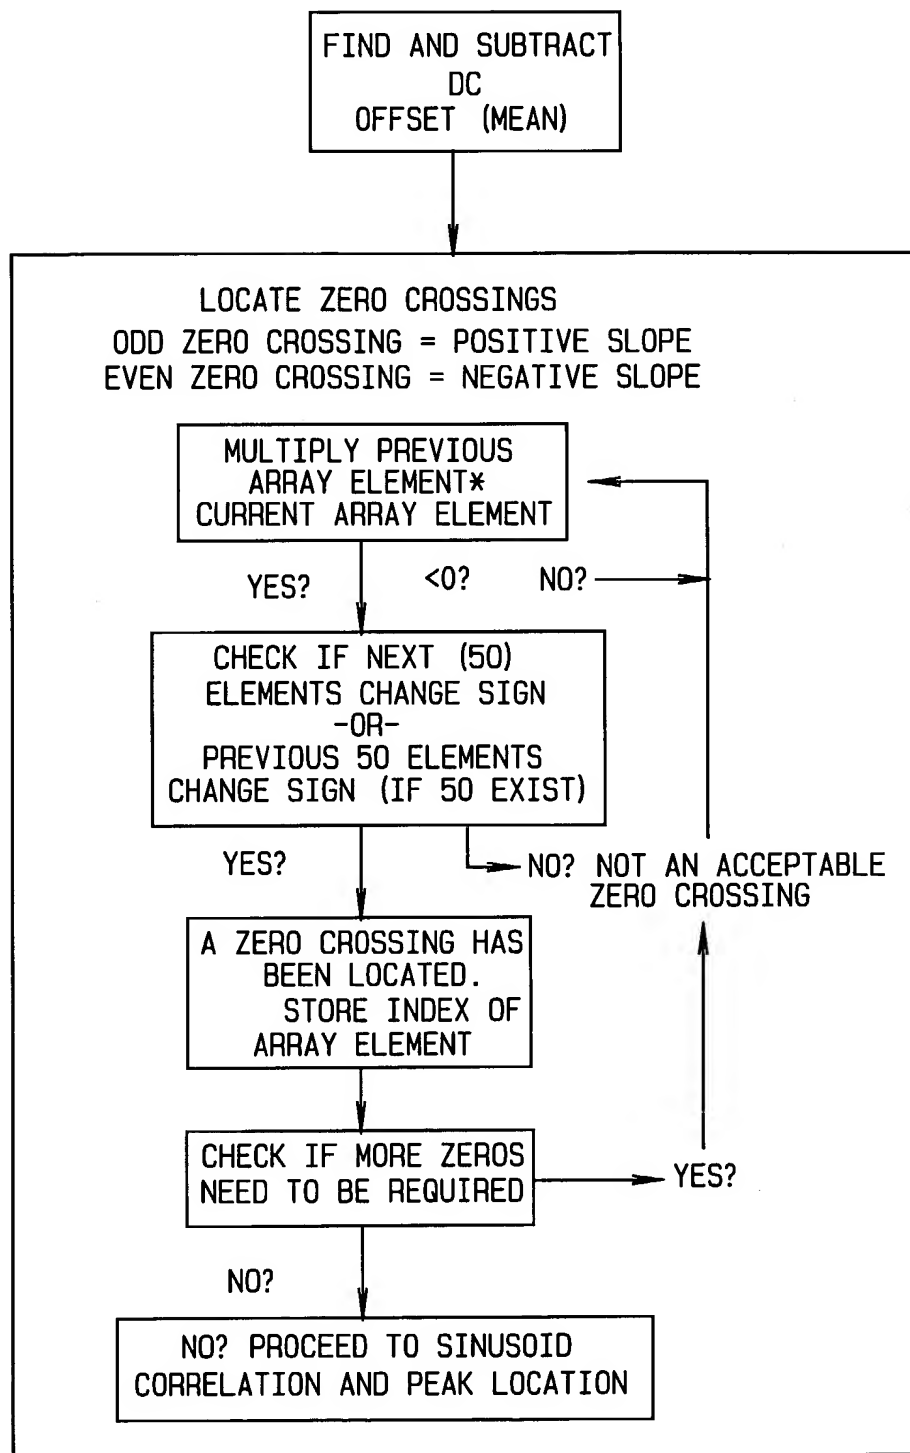 FIND AND SUBTRACT
DC
OFFSET (MEAN)
LOCATE ZERO CROSSINGS
ODD ZERO CROSSING = POSITIVE SLOPE
EVEN ZERO CROSSING = NEGATIVE SLOPE
MULTIPLY PREVIOUS
ARRAY ELEMENT*
CURRENT ARRAY ELEMENT
YES?
<0?
NO?
CHECK IF NEXT (50)
ELEMENTS CHANGE SIGN
-OR-
PREVIOUS 50 ELEMENTS
CHANGE SIGN (IF 50 EXIST)
YES?
NO? NOT AN ACCEPTABLE
ZERO CROSSING
A ZERO CROSSING HAS
BEEN LOCATED.
STORE INDEX OF
ARRAY ELEMENT
CHECK IF MORE ZEROS
NEED TO BE REQUIRED
YES?
NO?
NO? PROCEED TO SINUSOID
CORRELATION AND PEAK LOCATION